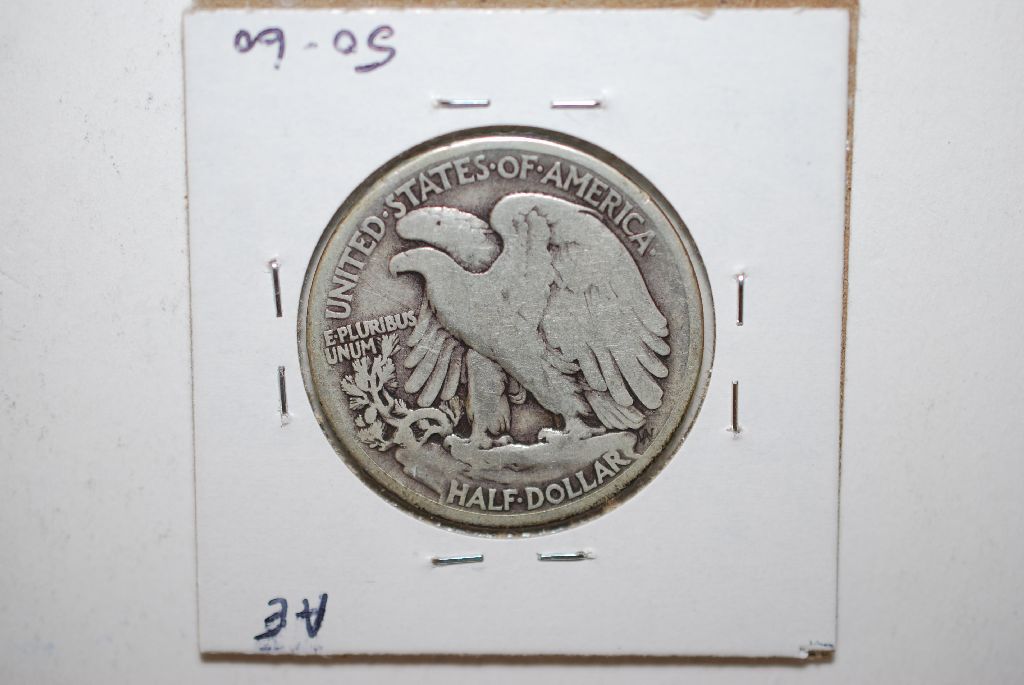 50-60
UNITED·STATES·OF·AMERICA·
E·PLURIBUS
UNUM
HALF·DOLLAR